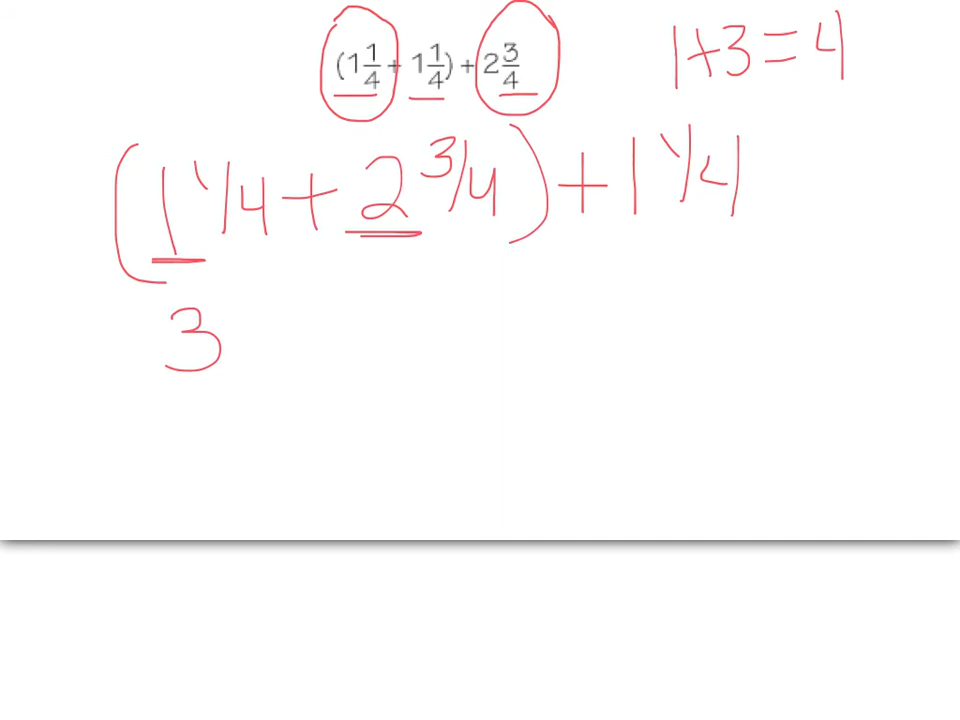 (1 1/4 + 1 1/4) + 2 3/4
1+3=4
(1 1/4 + 2 3/4) + 1 1/4
3